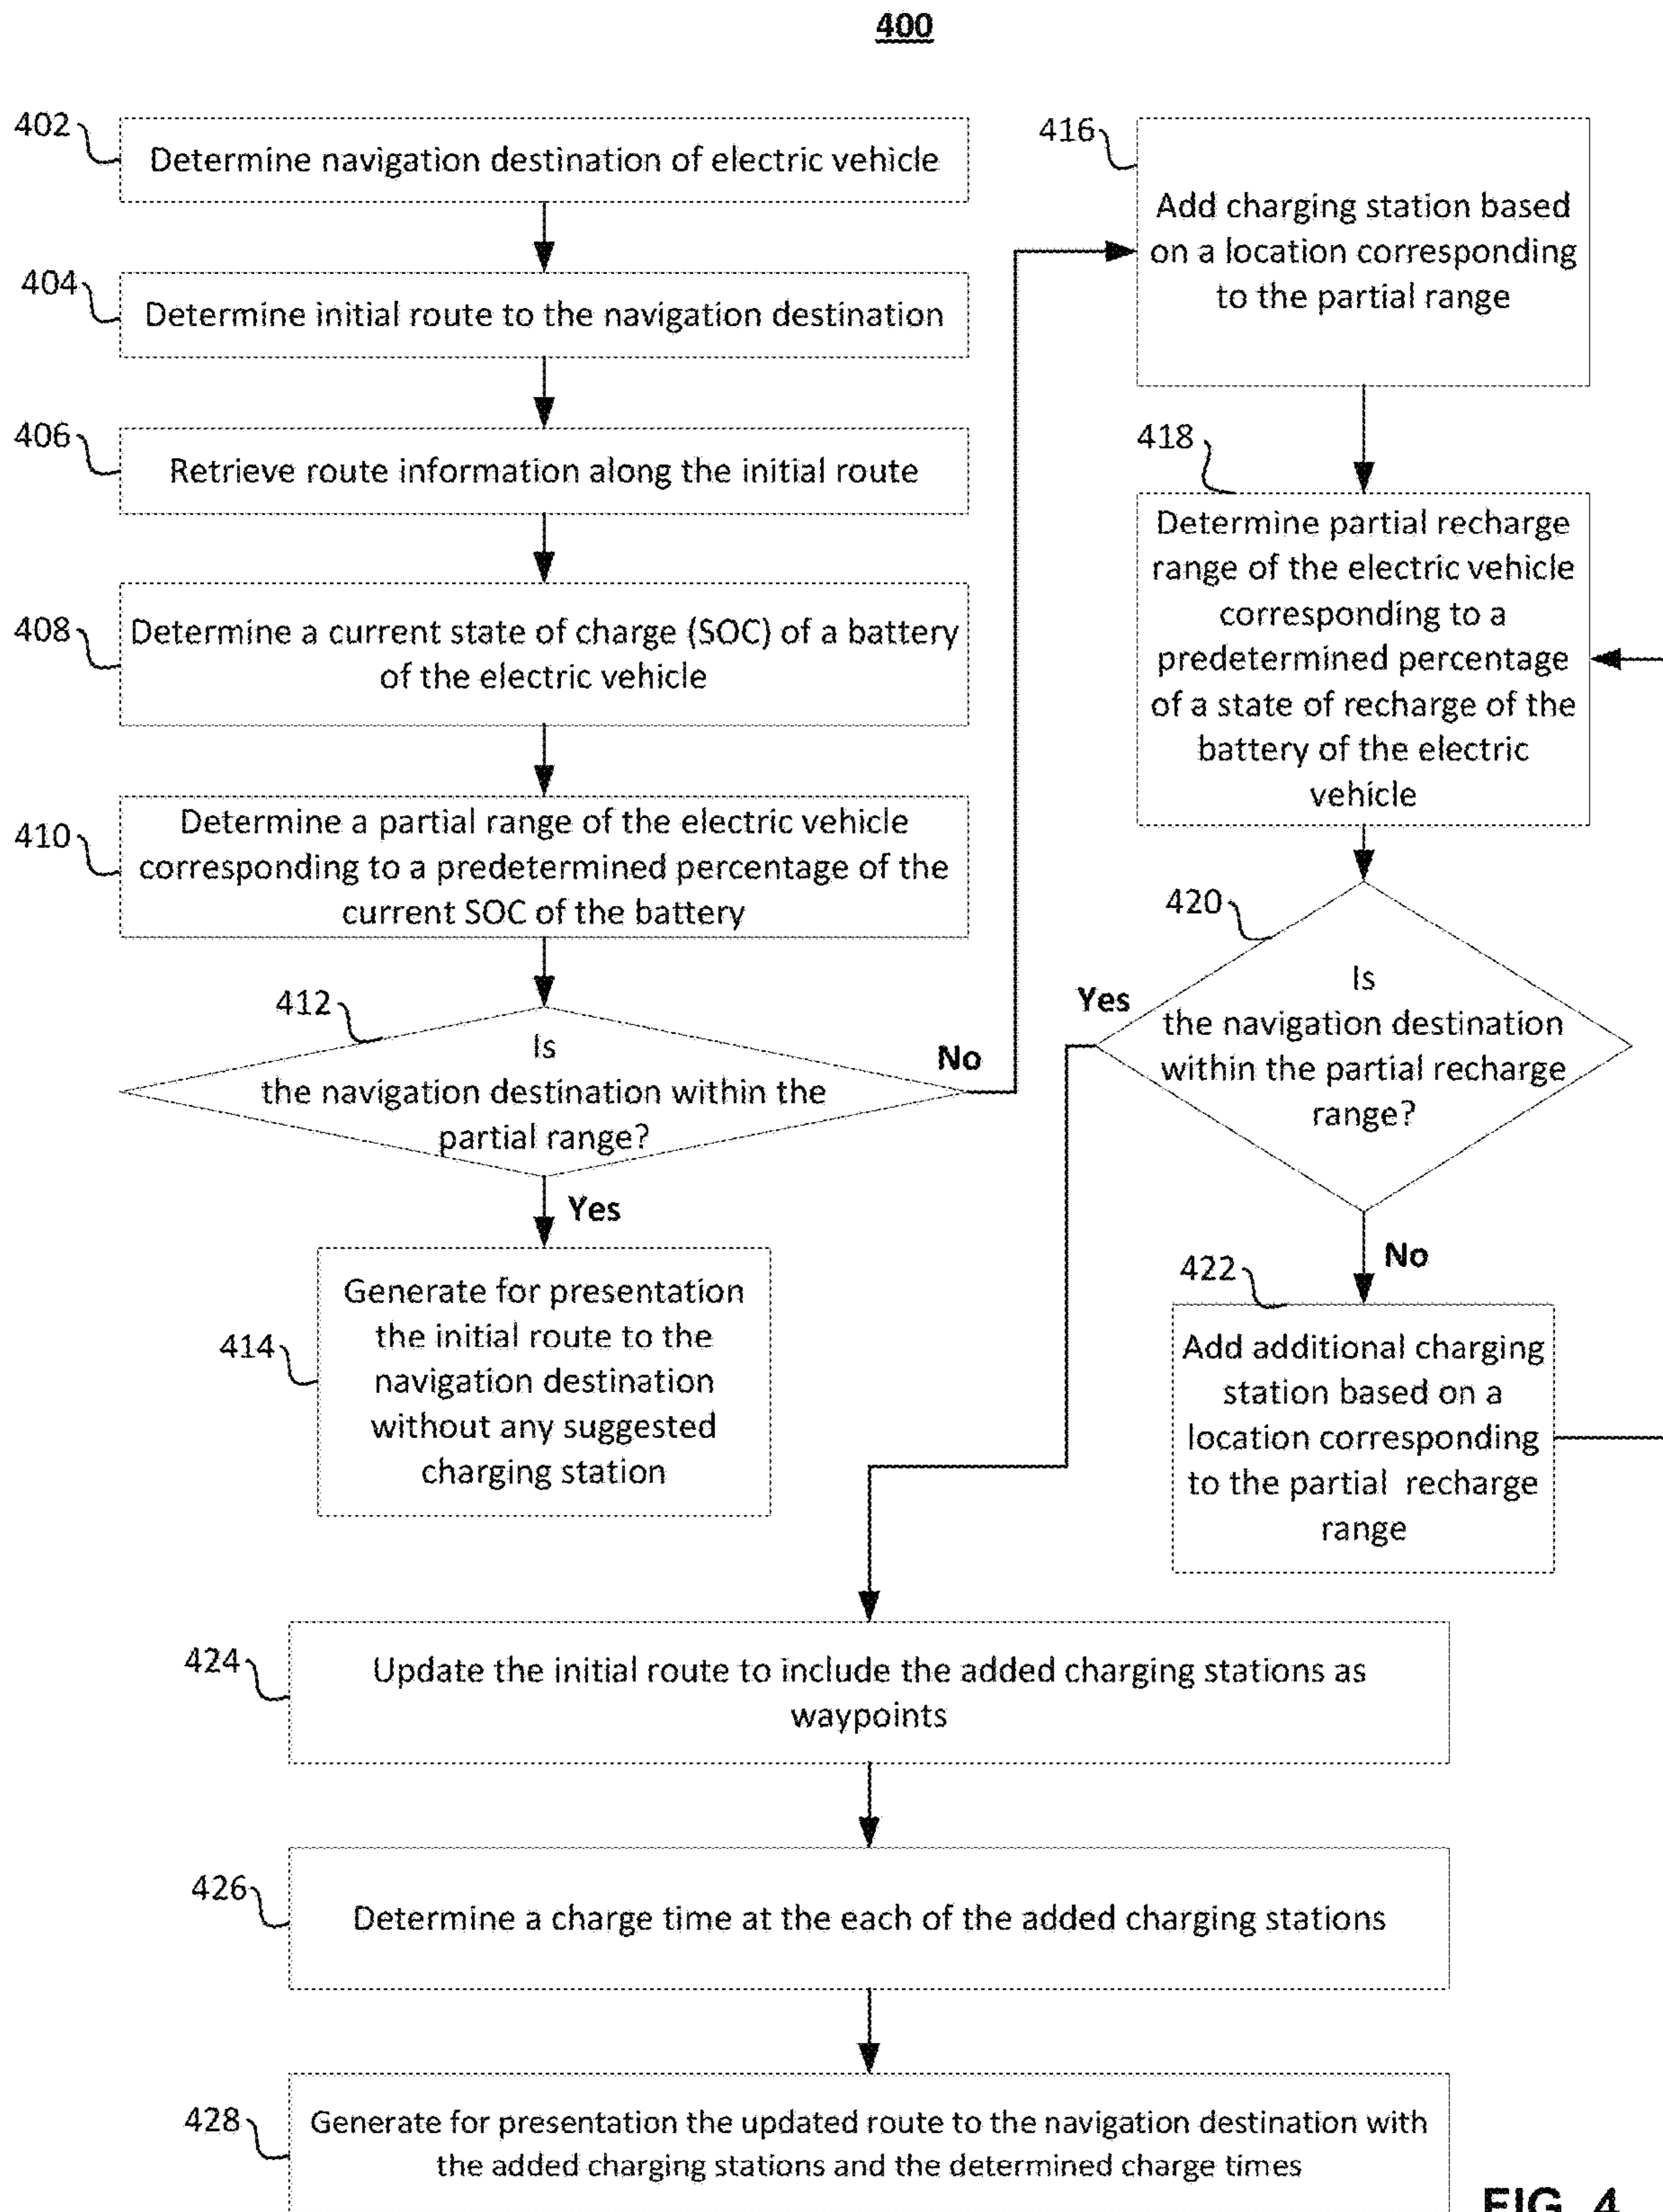 400
402
Determine navigation destination of electric vehicle
404
Determine initial route to the navigation destination
406
Retrieve route information along the initial route
408
Determine a current state of charge (SOC) of a battery
of the electric vehicle
410
Determine a partial range of the electric vehicle
corresponding to a predetermined percentage of the
current SOC of the battery
412
Is
the navigation destination within the
partial range?
No
Yes
414
Generate for presentation
the initial route to the
navigation destination
without any suggested
charging station
416
Add charging station based
on a location corresponding
to the partial range
418
Determine partial recharge
range of the electric vehicle
corresponding to a
predetermined percentage
of a state of recharge of the
battery of the electric
vehicle
420
Is
the navigation destination
within the partial recharge
range?
Yes
No
422
Add additional charging
station based on a
location corresponding
to the partial recharge
range
424
Update the initial route to include the added charging stations as
waypoints
426
Determine a charge time at the each of the added charging stations
428
Generate for presentation the updated route to the navigation destination with
the added charging stations and the determined charge times
FIG. 4